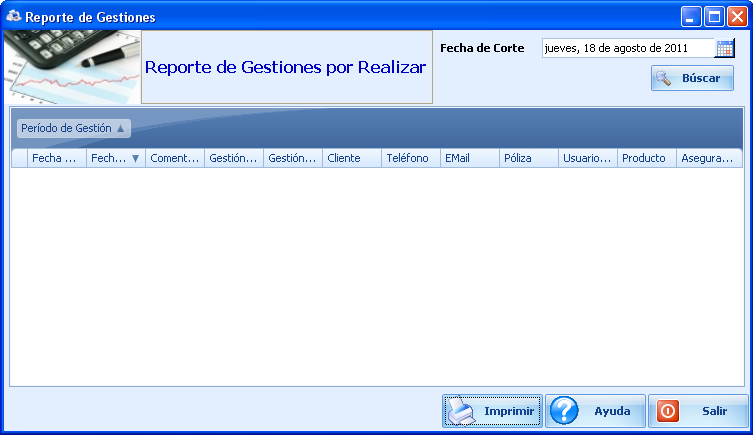 Reporte de Gestiones
Reporte de Gestiones por Realizar
Fecha de Corte
jueves, 18 de agosto de 2011
Búscar
Período de Gestión
Fecha ... Fech... Coment... Gestión... Gestión... Cliente Teléfono EMail Póliza Usuario... Producto Asegura...
Imprimir Ayuda Salir